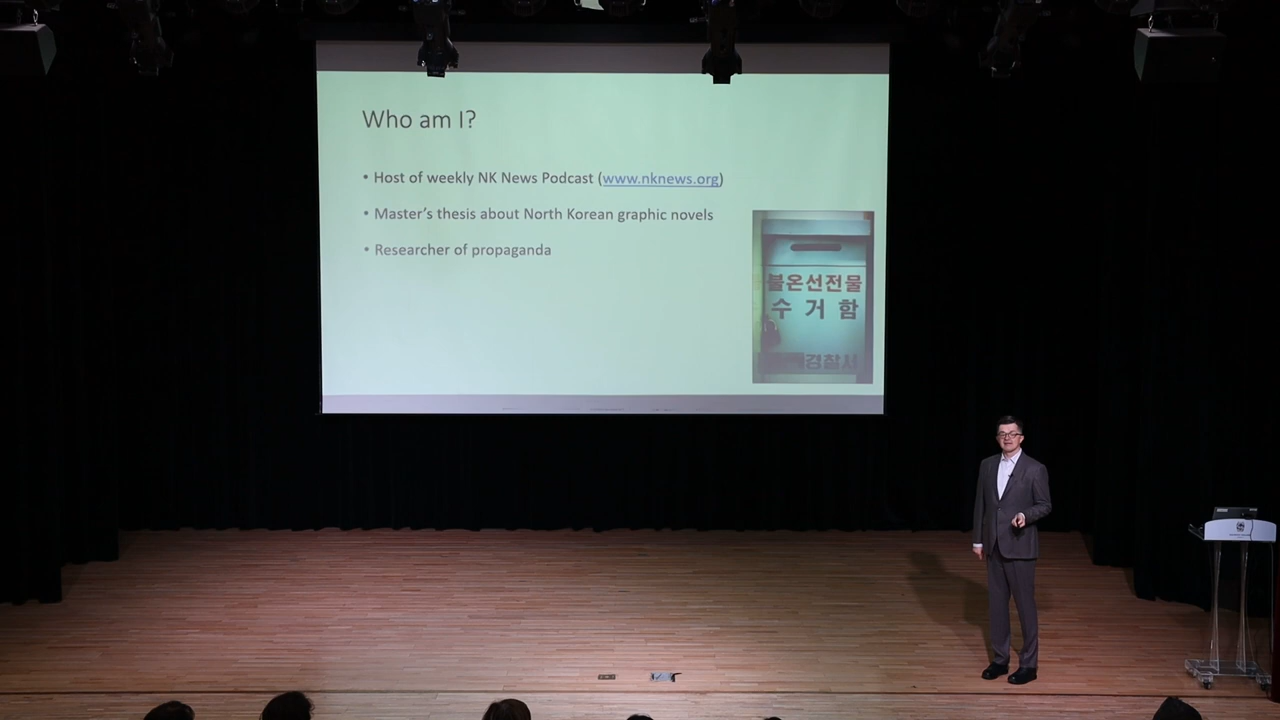 Who am I?
• Host of weekly NK News Podcast (www.nknews.org)
• Master's thesis about North Korean graphic novels
• Researcher of propaganda
불온선전물
수거함
경찰서